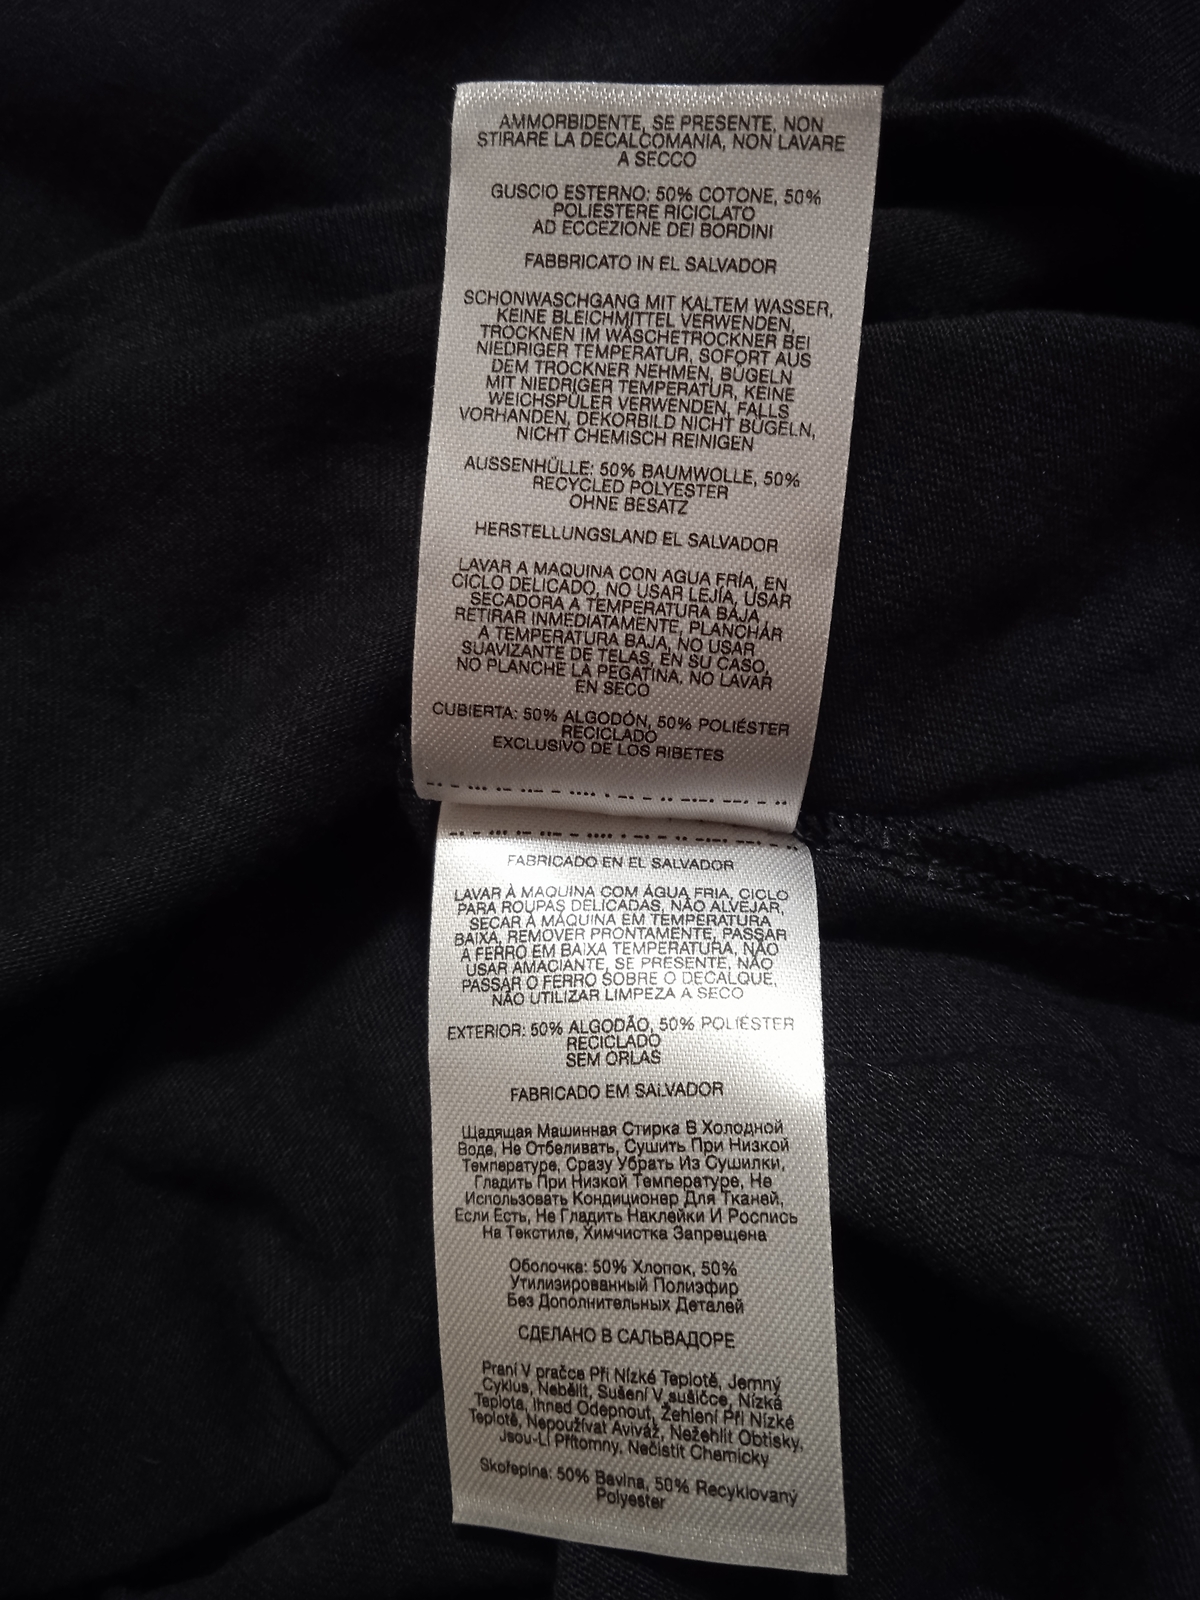 AMMORBIDENTE, SE PRESENTE, NON
STIRARE LA DECALCOMANIA, NON LAVARE
A SECCO
GUSCIO ESTERNO: 50% COTONE, 50%
POLIESTERE RICICLATO
AD ECCEZIONE DEI BORDINI
FABBRICATO IN EL SALVADOR
SCHONWASCHGANG MIT KALTEM WASSER,
KEINE BLEICHMITTEL VERWENDEN,
TROCKNEN IM WÄSCHETROCKNER BEI
NIEDRIGER TEMPERATUR, SOFORT AUS
DEM TROCKNER NEHMEN, BÜGELN
MIT NIEDRIGER TEMPERATUR, KEINE
WEICHSPÜLER VERWENDEN, FALLS
VORHANDEN, DEKORBILD NICHT BÜGELN,
NICHT CHEMISCH REINIGEN
AUSSENHÜLLE: 50% BAUMWOLLE, 50%
RECYCLED POLYESTER
OHNE BESATZ
HERSTELLUNGSLAND EL SALVADOR
LAVAR A MAQUINA CON AGUA FRÍA, EN
CICLO DELICADO, NO USAR LEJÍA, USAR
SECADORA A TEMPERATURA BAJA,
RETIRAR INMEDIATAMENTE, PLANCHAR
A TEMPERATURA BAJA, NO USAR
SUAVIZANTE DE TELAS, EN SU CASO,
NO PLANCHE LA PEGATINA. NO LAVAR
EN SECO
CUBIERTA: 50% ALGODÓN, 50% POLIÉSTER
RECICLADO
EXCLUSIVO DE LOS RIBETES
FABRICADO EN EL SALVADOR
LAVAR À MAQUINA COM ÁGUA FRIA, CICLO
PARA ROUPAS DELICADAS, NÃO ALVEJAR,
SECAR À MÁQUINA EM TEMPERATURA
BAIXA, REMOVER PRONTAMENTE, PASSAR
A FERRO EM BAIXA TEMPERATURA, NÃO
USAR AMACIANTE, SE PRESENTE, NÃO
PASSAR O FERRO SOBRE O DECALQUE,
NÃO UTILIZAR LIMPEZA A SECO
EXTERIOR: 50% ALGODÃO, 50% POLIÉSTER
RECICLADO
SEM ORLAS
FABRICADO EM SALVADOR
Щадящая Машинная Стирка В Холодной
Воде, Не Отбеливать, Сушить При Низкой
Температуре, Сразу Убрать Из Сушилки,
Гладить При Низкой Температуре, Не
Использовать Кондиционер Для Тканей,
Если Есть, Не Гладить Наклейки И Роспись
На Текстиле, Химчистка Запрещена
Оболочка: 50% Хлопок, 50%
Утилизированный Полиэфир
Без Дополнительных Деталей
СДЕЛАНО В САЛЬВАДОРЕ
Praní V pračce Při Nízké Teplotě, Jemný
Cyklus, Nebělit, Sušení V sušičce, Nízká
Teplota, Ihned Odepnout, Žehlení Při Nízké
Teplotě, Nepoužívat Aviváž, Nežehlit Obtisky,
Jsou-Li Přítomny, Nečistit Chemicky
Skořepina: 50% Bavlna, 50% Recyklovaný
Polyester